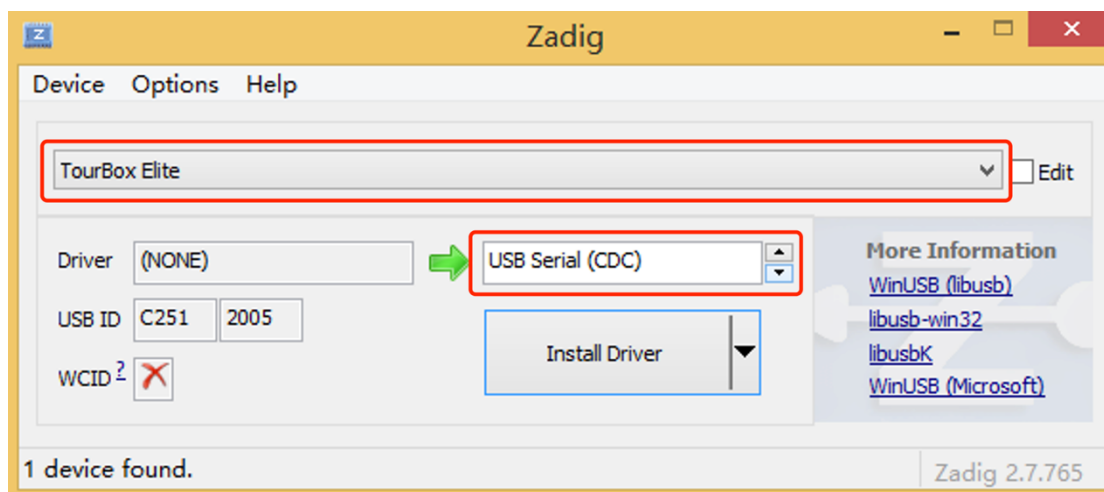 Z
Zadig
Device Options Help
TourBox Elite
Edit
Driver (NONE) USB Serial (CDC)
USB ID C251 2005
WCID ?
Install Driver
More Information
WinUSB (libusb)
libusb-win32
libusbK
WinUSB (Microsoft)
1 device found.
Zadig 2.7.765